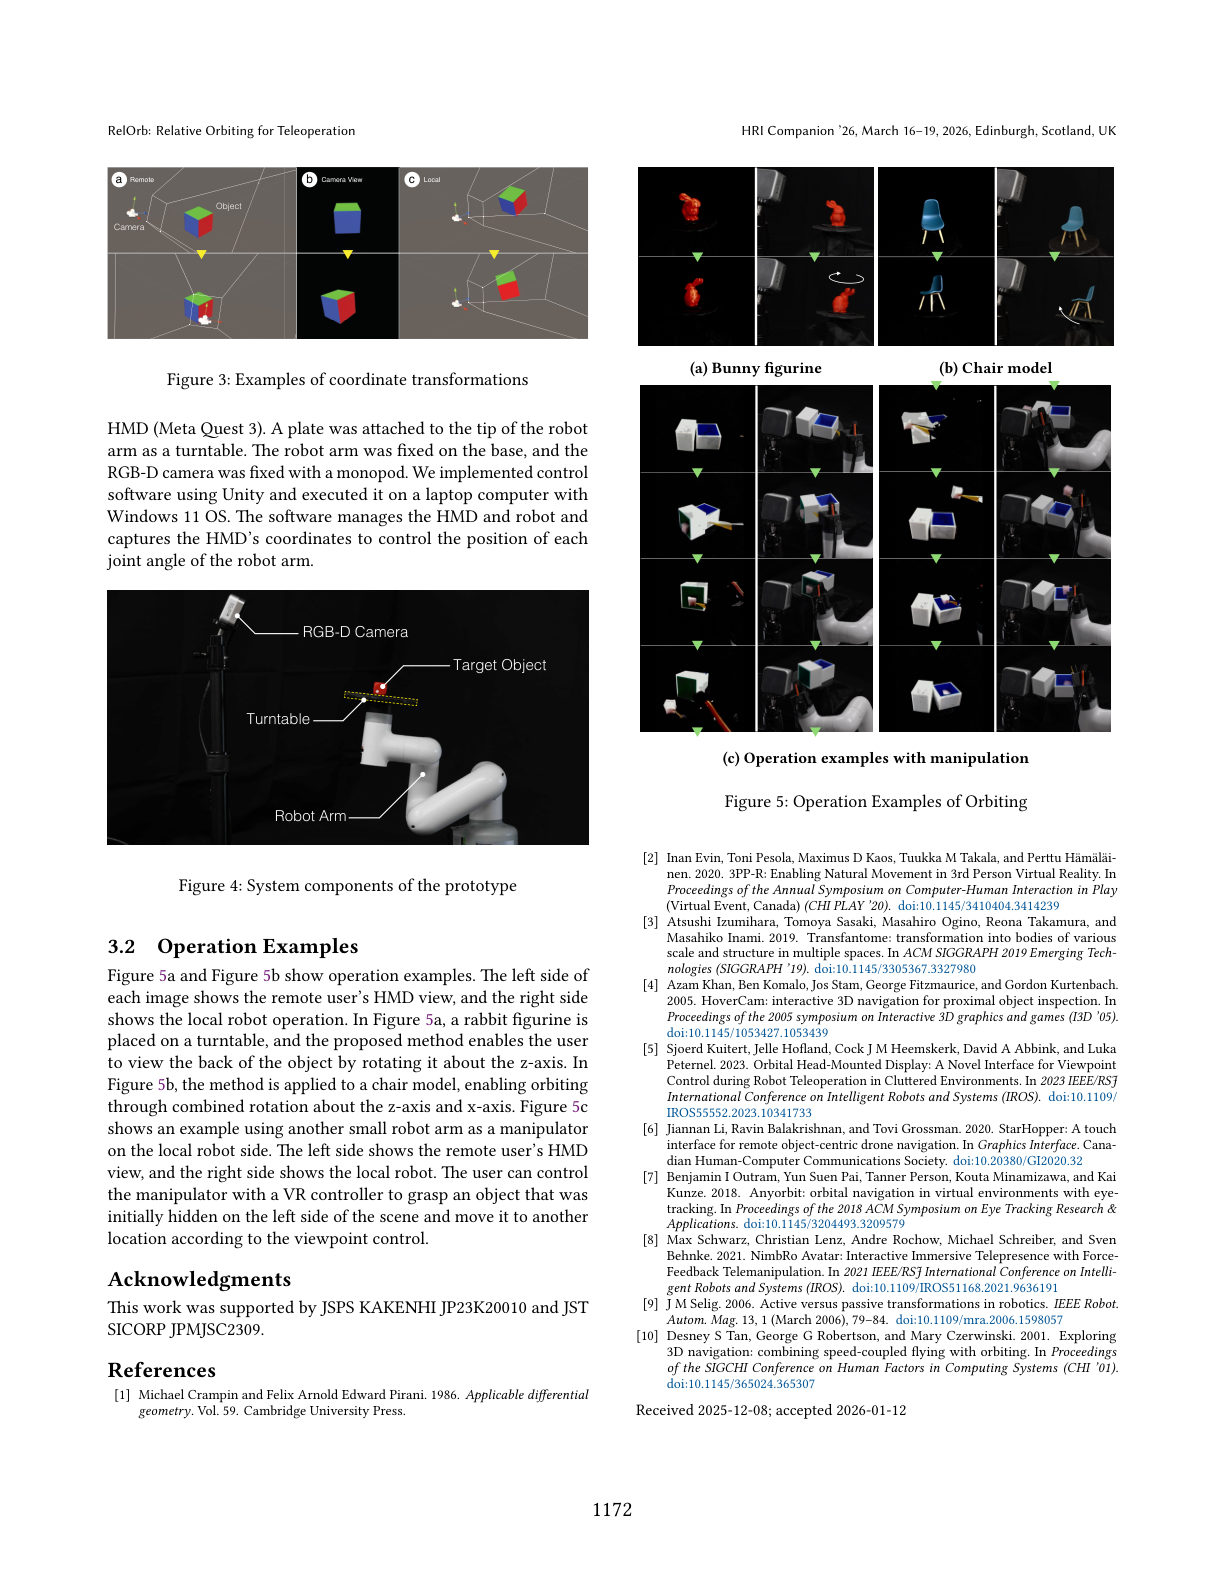 RelOrb: Relative Orbiting for Teleoperation
HRI Companion '26, March 16–19, 2026, Edinburgh, Scotland, UK
a Remote
Object
Camera
b Camera View
c Local
Figure 3: Examples of coordinate transformations
HMD (Meta Quest 3). A plate was attached to the tip of the robot
arm as a turntable. The robot arm was fixed on the base, and the
RGB-D camera was fixed with a monopod. We implemented control
software using Unity and executed it on a laptop computer with
Windows 11 OS. The software manages the HMD and robot and
captures the HMD's coordinates to control the position of each
joint angle of the robot arm.
RGB-D Camera
Target Object
Turntable
Robot Arm
Figure 4: System components of the prototype
3.2 Operation Examples
Figure 5a and Figure 5b show operation examples. The left side of
each image shows the remote user's HMD view, and the right side
shows the local robot operation. In Figure 5a, a rabbit figurine is
placed on a turntable, and the proposed method enables the user
to view the back of the object by rotating it about the z-axis. In
Figure 5b, the method is applied to a chair model, enabling orbiting
through combined rotation about the z-axis and x-axis. Figure 5c
shows an example using another small robot arm as a manipulator
on the local robot side. The left side shows the remote user's HMD
view, and the right side shows the local robot. The user can control
the manipulator with a VR controller to grasp an object that was
initially hidden on the left side of the scene and move it to another
location according to the viewpoint control.
Acknowledgments
This work was supported by JSPS KAKENHI JP23K20010 and JST
SICORP JPMJSC2309.
References
[1] Michael Crampin and Felix Arnold Edward Pirani. 1986. Applicable differential
geometry. Vol. 59. Cambridge University Press.
(a) Bunny figurine
(b) Chair model
(c) Operation examples with manipulation
Figure 5: Operation Examples of Orbiting
[2] Inan Evin, Toni Pesola, Maximus D Kaos, Tuukka M Takala, and Perttu Hämäläi-
nen. 2020. 3PP-R: Enabling Natural Movement in 3rd Person Virtual Reality. In
Proceedings of the Annual Symposium on Computer-Human Interaction in Play
(Virtual Event, Canada) (CHI PLAY '20). doi:10.1145/3410404.3414239
[3] Atsushi Izumihara, Tomoya Sasaki, Masahiro Ogino, Reona Takamura, and
Masahiko Inami. 2019. Transfantome: transformation into bodies of various
scale and structure in multiple spaces. In ACM SIGGRAPH 2019 Emerging Tech-
nologies (SIGGRAPH '19). doi:10.1145/3305367.3327980
[4] Azam Khan, Ben Komalo, Jos Stam, George Fitzmaurice, and Gordon Kurtenbach.
2005. HoverCam: interactive 3D navigation for proximal object inspection. In
Proceedings of the 2005 symposium on Interactive 3D graphics and games (I3D '05).
doi:10.1145/1053427.1053439
[5] Sjoerd Kuitert, Jelle Hofland, Cock J M Heemskerk, David A Abbink, and Luka
Peternel. 2023. Orbital Head-Mounted Display: A Novel Interface for Viewpoint
Control during Robot Teleoperation in Cluttered Environments. In 2023 IEEE/RSJ
International Conference on Intelligent Robots and Systems (IROS). doi:10.1109/
IROS55552.2023.10341733
[6] Jiannan Li, Ravin Balakrishnan, and Tovi Grossman. 2020. StarHopper: A touch
interface for remote object-centric drone navigation. In Graphics Interface. Cana-
dian Human-Computer Communications Society. doi:10.20380/GI2020.32
[7] Benjamin I Outram, Yun Suen Pai, Tanner Person, Kouta Minamizawa, and Kai
Kunze. 2018. Anyorbit: orbital navigation in virtual environments with eye-
tracking. In Proceedings of the 2018 ACM Symposium on Eye Tracking Research &
Applications. doi:10.1145/3204493.3209579
[8] Max Schwarz, Christian Lenz, Andre Rochow, Michael Schreiber, and Sven
Behnke. 2021. NimbRo Avatar: Interactive Immersive Telepresence with Force-
Feedback Telemanipulation. In 2021 IEEE/RSJ International Conference on Intelli-
gent Robots and Systems (IROS). doi:10.1109/IROS51168.2021.9636191
[9] J M Selig. 2006. Active versus passive transformations in robotics. IEEE Robot.
Autom. Mag. 13, 1 (March 2006), 79–84. doi:10.1109/mra.2006.1598057
[10] Desney S Tan, George G Robertson, and Mary Czerwinski. 2001. Exploring
3D navigation: combining speed-coupled flying with orbiting. In Proceedings
of the SIGCHI Conference on Human Factors in Computing Systems (CHI '01).
doi:10.1145/365024.365307
Received 2025-12-08; accepted 2026-01-12
1172